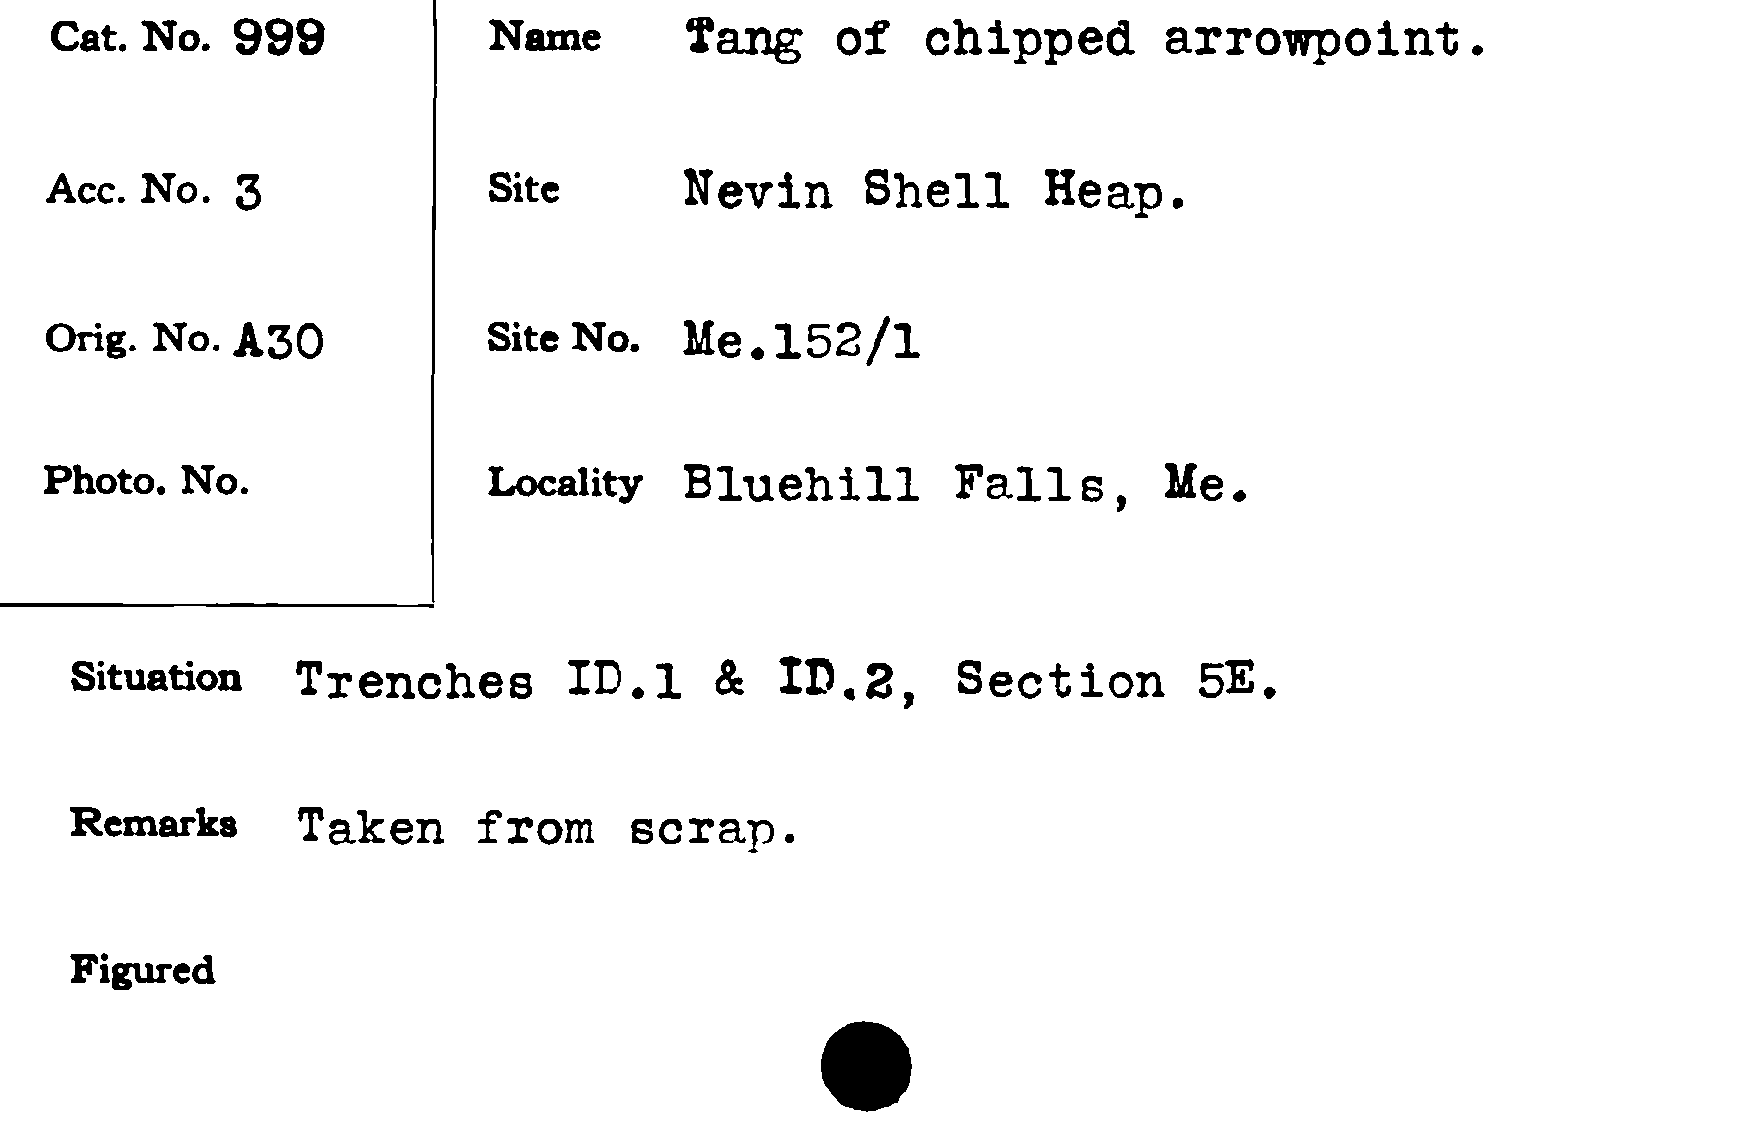 Cat. No. 999 Name Tang of chipped arrowpoint.
Acc. No. 3 Site Nevin Shell Heap.
Orig. No. A30 Site No. Me.152/1
Photo. No. Locality Bluehill Falls, Me.
Situation Trenches ID.1 & ID.2, Section 5E.
Remarks Taken from scrap.
Figured